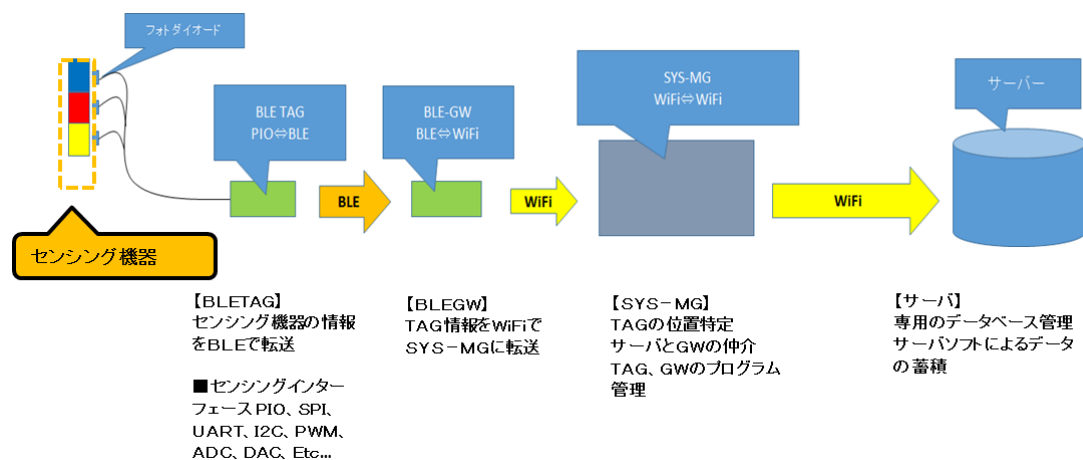 フォトダイオード
BLE TAG
PIO⇔BLE
BLE-GW
BLE⇔WiFi
SYS-MG
WiFi⇔WiFi
サーバー
BLE
WiFi
WiFi
センシング機器
【BLETAG】
センシング機器の情報
をBLEで転送
■センシングインター
フェースPIO、SPI、
UART、I2C、PWM、
ADC、DAC、Etc...
【BLEGW】
TAG情報をWiFiで
SYS－MGに転送
【SYS－MG】
TAGの位置特定
サーバとGWの仲介
TAG、GWのプログラム
管理
【サーバ】
専用のデータベース管理
サーバソフトによるデータ
の蓄積